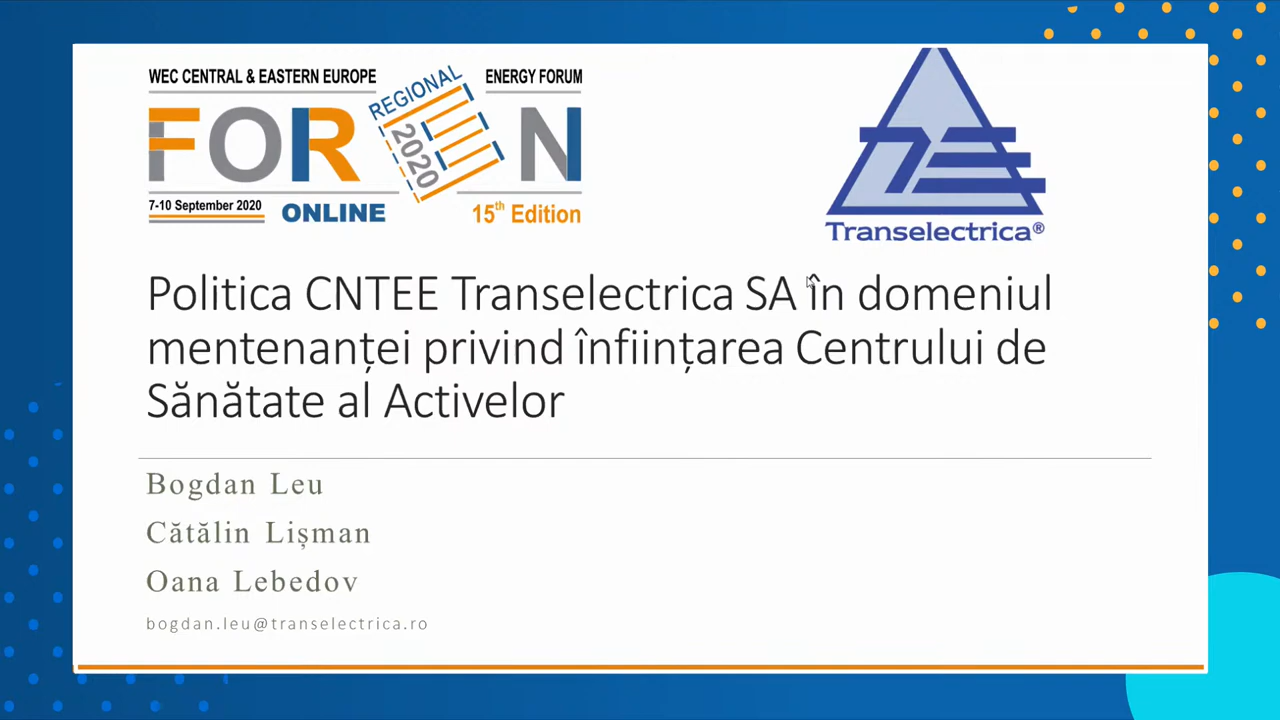 WEC CENTRAL & EASTERN EUROPE
ENERGY FORUM
REGIONAL
FOREN
2020
7-10 September 2020
ONLINE
15th Edition
Transelectrica®
Politica CNTEE Transelectrica SA în domeniul
mentenanței privind înființarea Centrului de
Sănătate al Activelor
Bogdan Leu
Cătălin Lișman
Oana Lebedov
bogdan.leu@transelectrica.ro